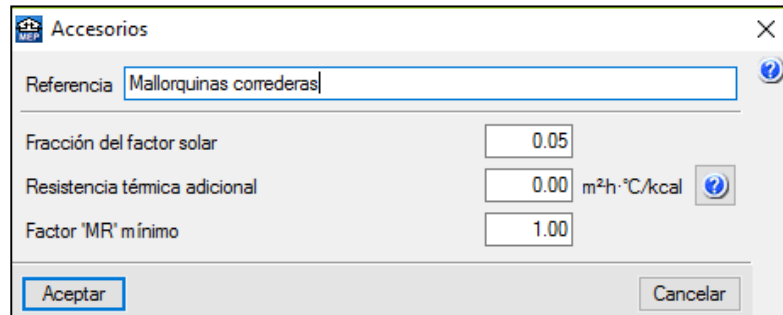 MEP Accesorios
Referencia Mallorquinas correderas
Fracción del factor solar 0.05
Resistencia térmica adicional 0.00 m²h·°C/kcal
Factor "MR" mínimo 1.00
Aceptar Cancelar